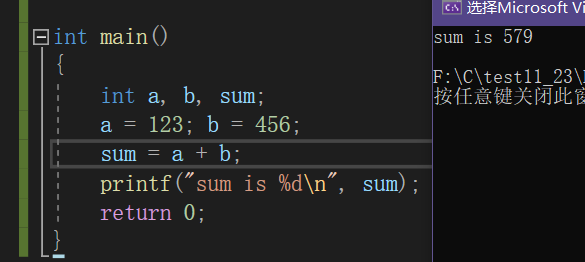 int main()
{
int a, b, sum;
a = 123; b = 456;
sum = a + b;
printf("sum is %d\n", sum);
return 0;
}
选择Microsoft Vi
sum is 579
F:\C\test11_23\
按任意键关闭此窗